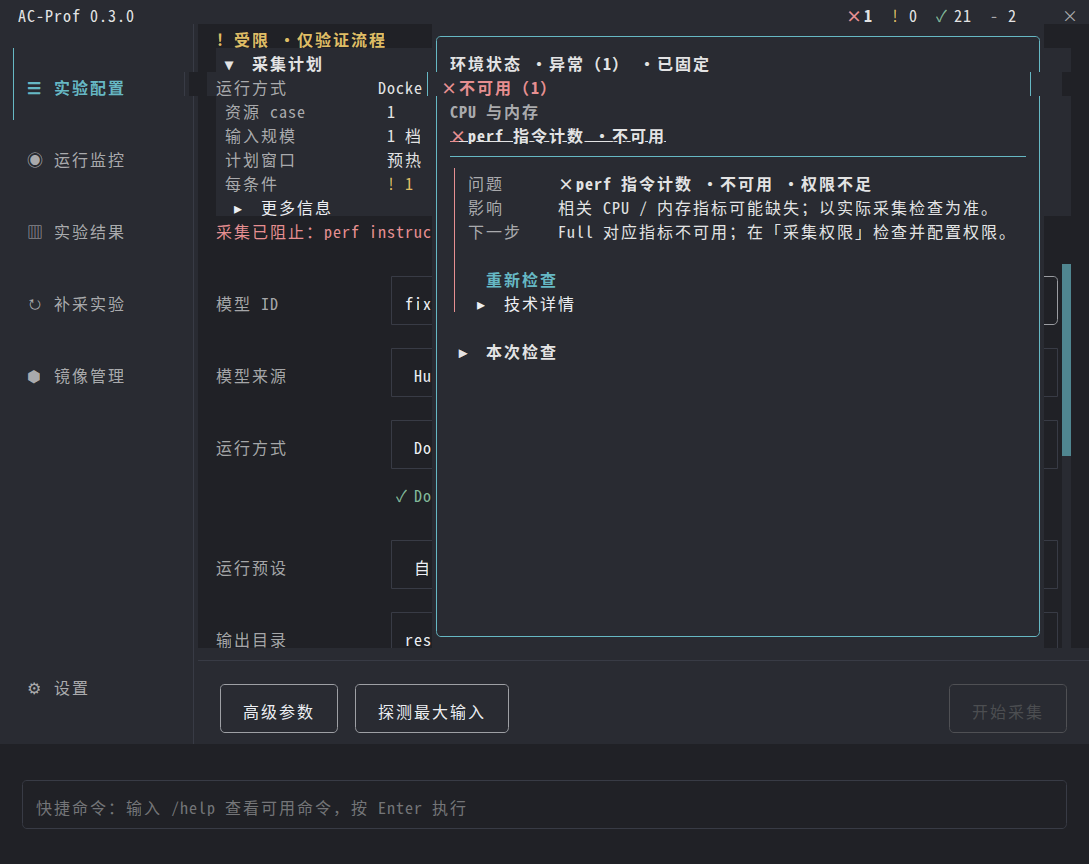 AC-Prof 0.3.0
✕1 ! 0 ✓ 21 - 2 ✕
! 受限 · 仅验证流程
▼ 采集计划
运行方式 Docke
资源 case 1
输入规模 1 档
计划窗口 预热
每条件 ! 1
▶ 更多信息
采集已阻止: perf instruc
☰ 实验配置
◉ 运行监控
▥ 实验结果
↻ 补采实验
⬢ 镜像管理
⚙ 设置
模型 ID fix
模型来源 Hu
运行方式 Do
✓ Do
运行预设 自
输出目录 res
环境状态 · 异常 (1) · 已固定
✕不可用 (1)
CPU 与内存
✕perf 指令计数 · 不可用
问题 ✕perf 指令计数 · 不可用 · 权限不足
影响 相关 CPU / 内存指标可能缺失; 以实际采集检查为准。
下一步 Full 对应指标不可用; 在「采集权限」检查并配置权限。
重新检查
▶ 技术详情
▶ 本次检查
高级参数
探测最大输入
开始采集
快捷命令: 输入 /help 查看可用命令, 按 Enter 执行